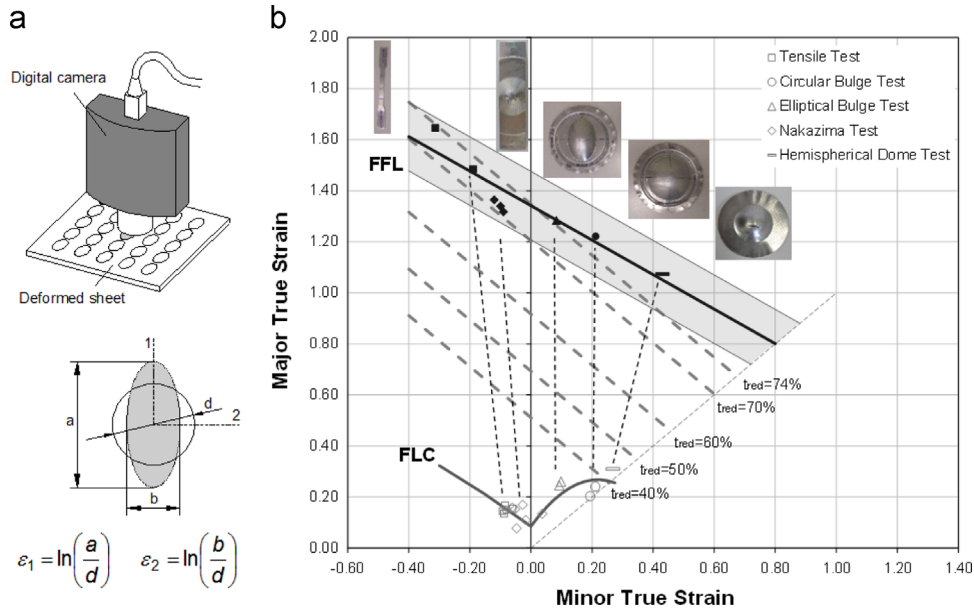 a
Digital camera
Deformed sheet
1
2
d
a
b
ε1 = ln(a/d)   ε2 = ln(b/d)
b
Major True Strain
2.00
1.80
1.60
1.40
1.20
1.00
0.80
0.60
0.40
0.20
0.00
-0.60 -0.40 -0.20 0.00 0.20 0.40 0.60 0.80 1.00 1.20 1.40
Minor True Strain
FFL
FLC
Tensile Test
Circular Bulge Test
Elliptical Bulge Test
Nakazima Test
Hemispherical Dome Test
tred=74%
tred=70%
tred=60%
tred=50%
tred=40%